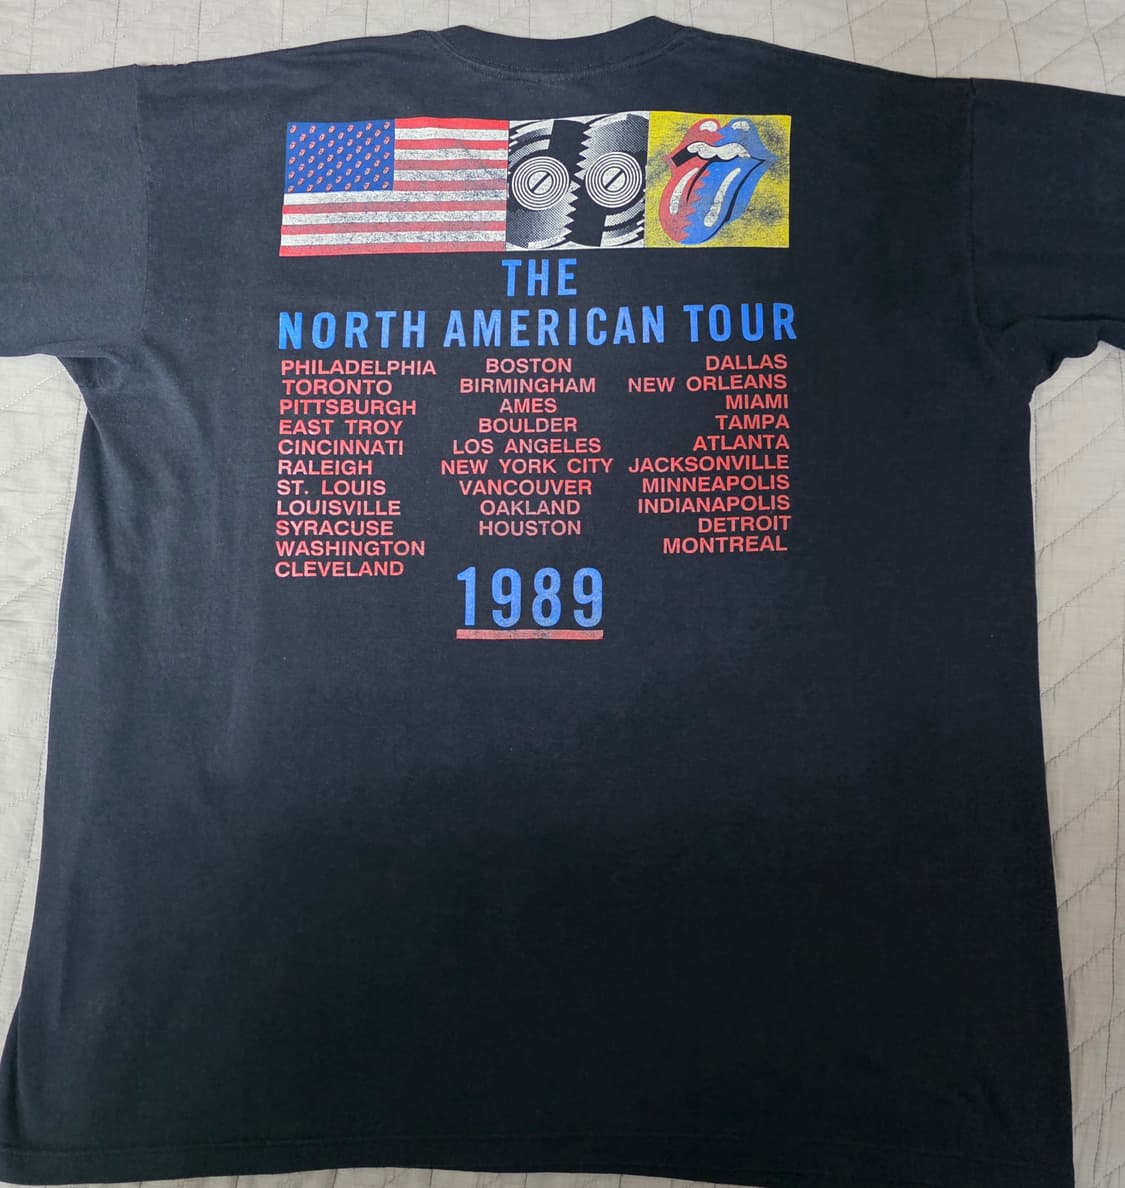 THE
NORTH AMERICAN TOUR
PHILADELPHIA
TORONTO
PITTSBURGH
EAST TROY
CINCINNATI
RALEIGH
ST. LOUIS
LOUISVILLE
SYRACUSE
WASHINGTON
CLEVELAND
BOSTON
BIRMINGHAM
AMES
BOULDER
LOS ANGELES
NEW YORK CITY
VANCOUVER
OAKLAND
HOUSTON
DALLAS
NEW ORLEANS
MIAMI
TAMPA
ATLANTA
JACKSONVILLE
MINNEAPOLIS
INDIANAPOLIS
DETROIT
MONTREAL
1989